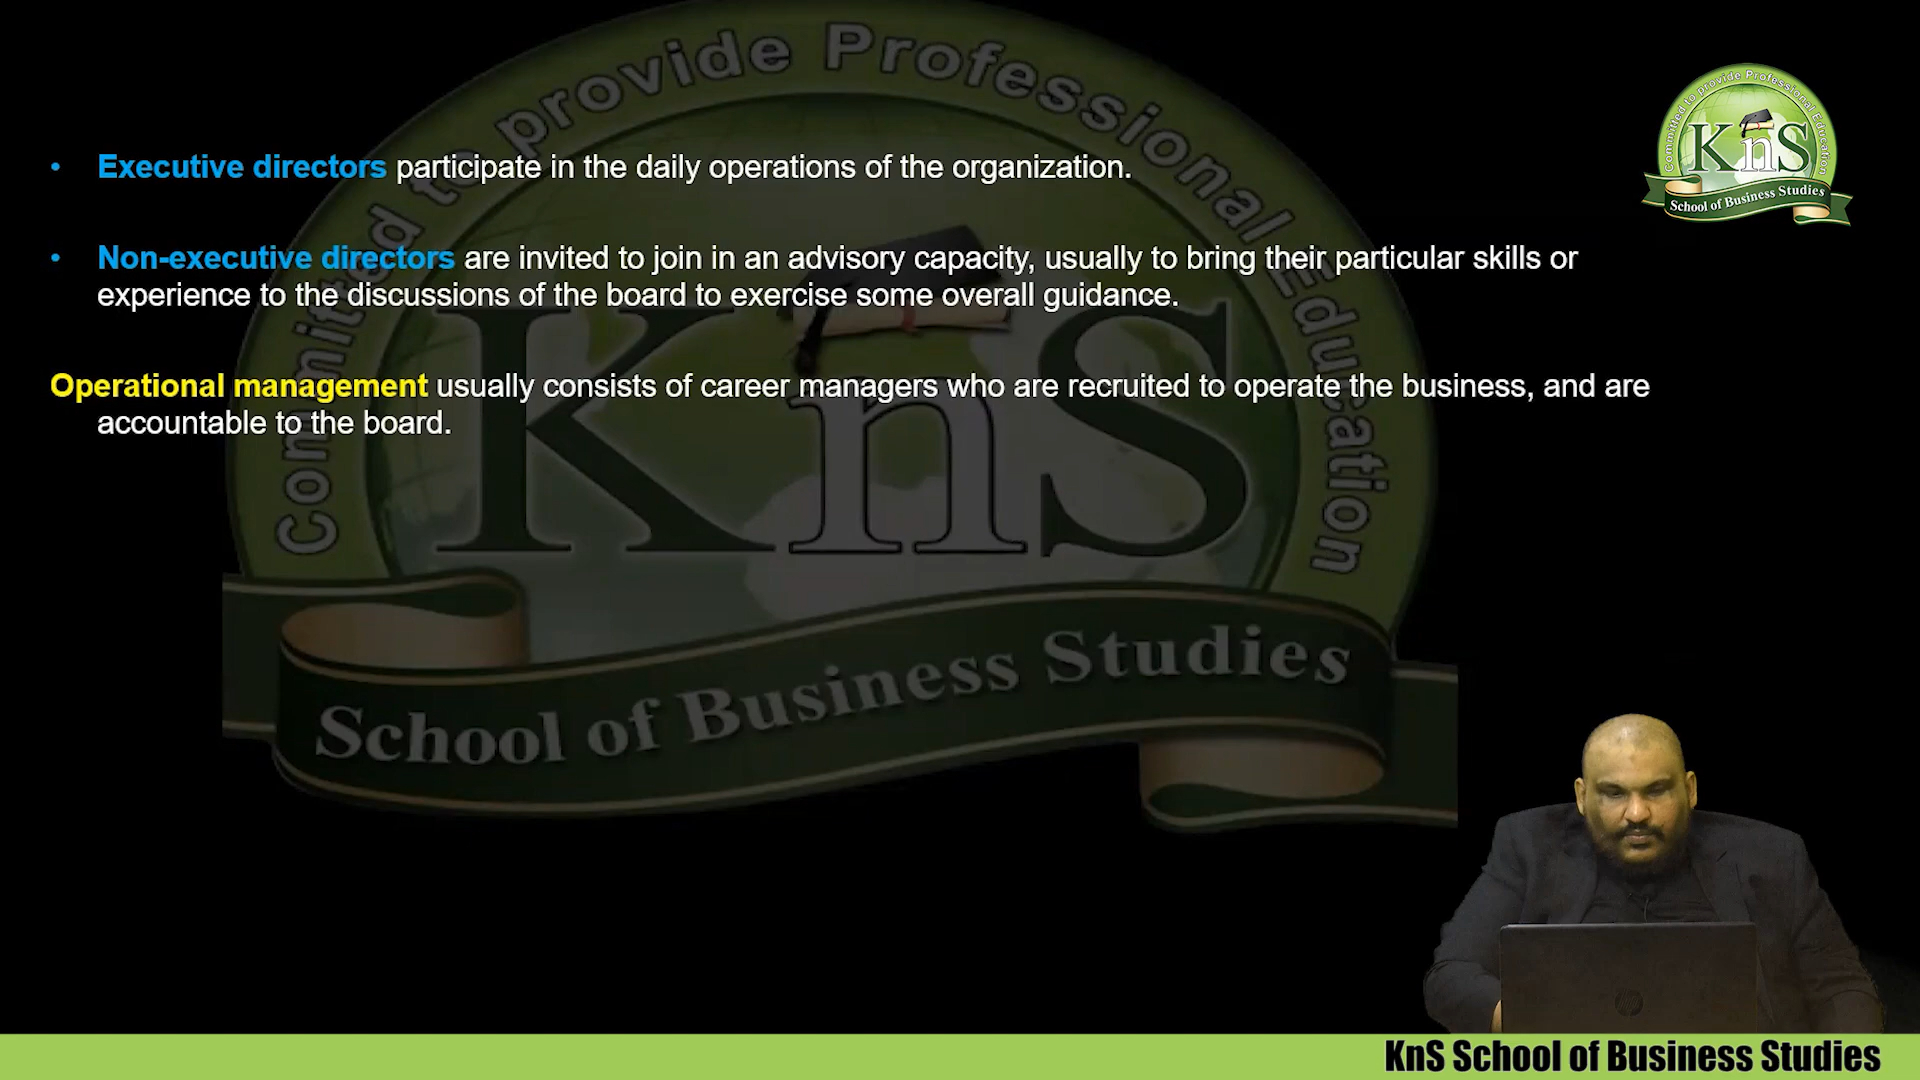 Committed to provide Professional Education
• Executive directors participate in the daily operations of the organization.
• Non-executive directors are invited to join in an advisory capacity, usually to bring their particular skills or
experience to the discussions of the board to exercise some overall guidance.
Operational management usually consists of career managers who are recruited to operate the business, and are
accountable to the board.
KnS
School of Business Studies
Committed to provide Professional Education
KnS
School of Business Studies
hp
KnS School of Business Studies